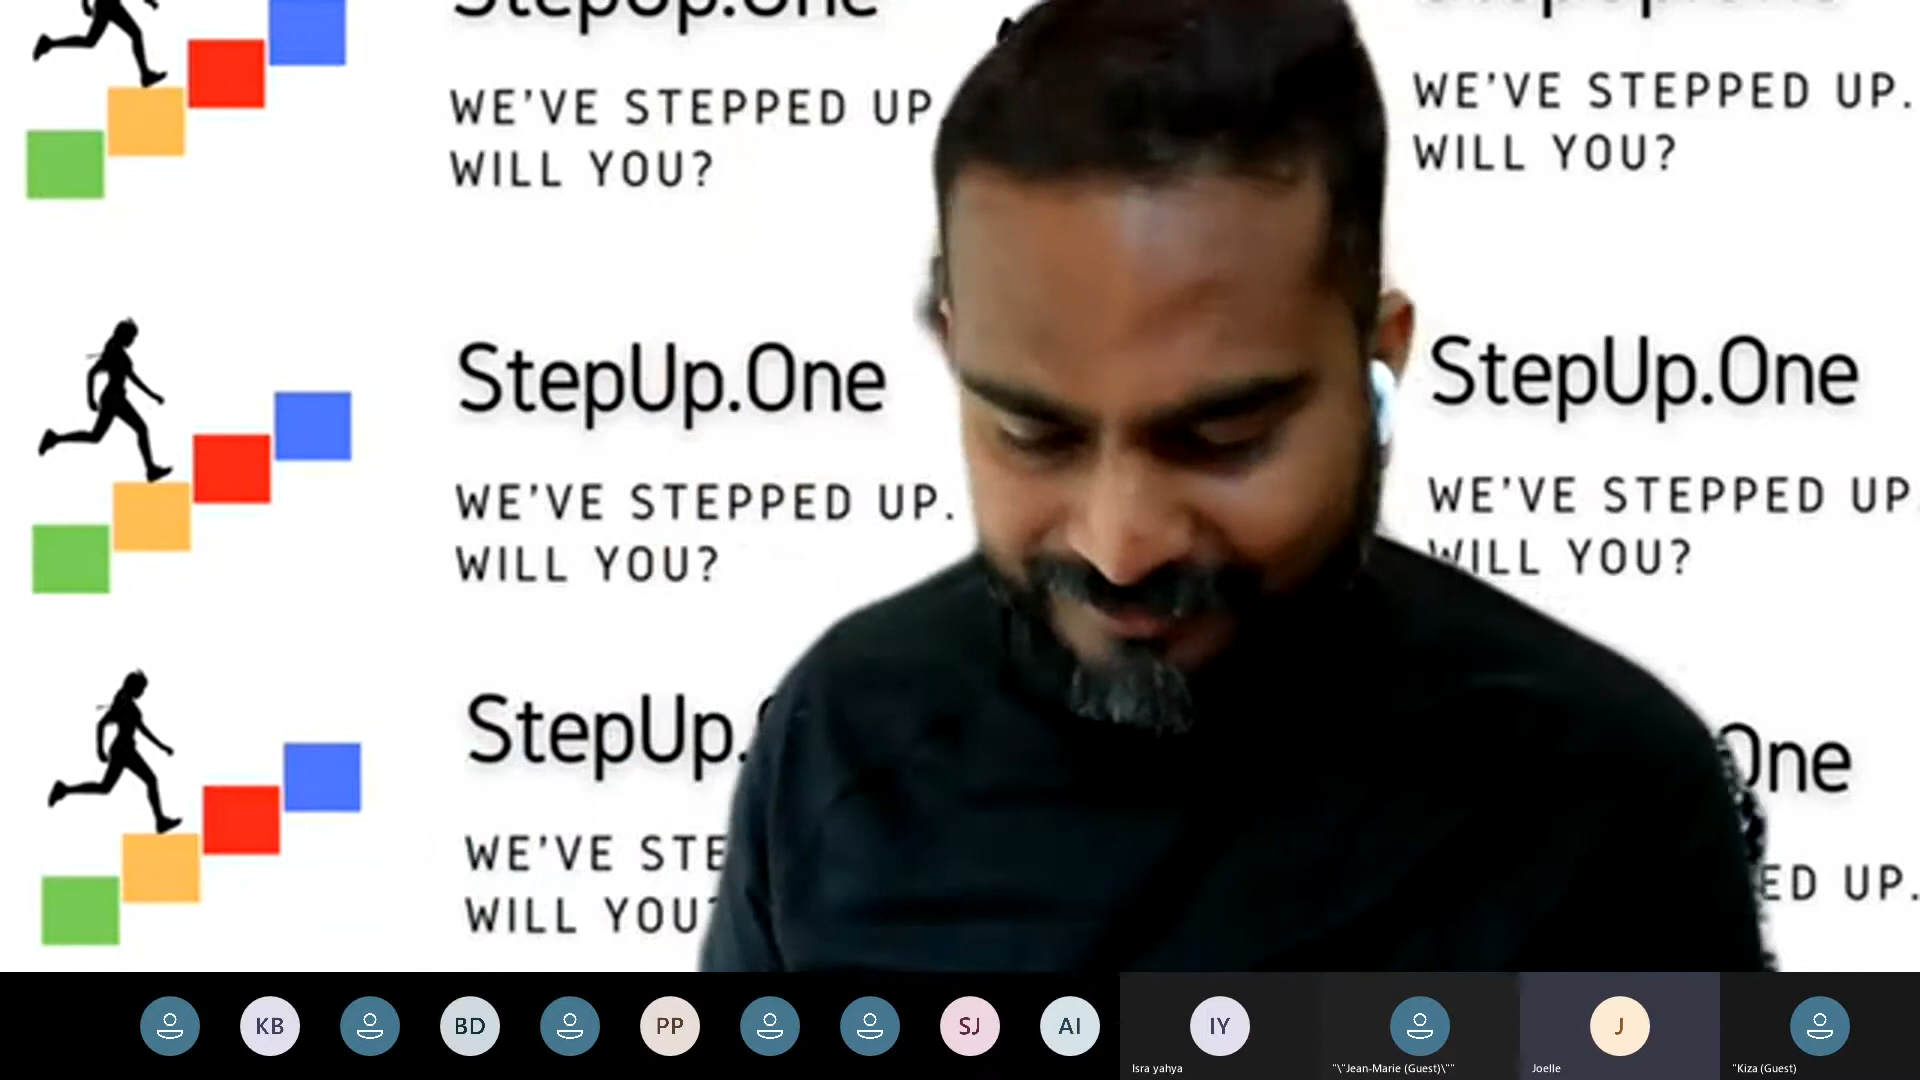 StepUp.One
WE'VE STEPPED UP
WILL YOU?
WE'VE STEPPED UP.
WILL YOU?
StepUp.One
WE'VE STEPPED UP.
WILL YOU?
StepUp.One
WE'VE STEPPED UP.
WILL YOU?
StepUp.
WE'VE STE
WILL YOU?
One
ED UP.
KB
BD
PP
SJ
AI
IY
J
Isra yahya
"\"Jean-Marie (Guest)\""
Joelle
"Kiza (Guest)